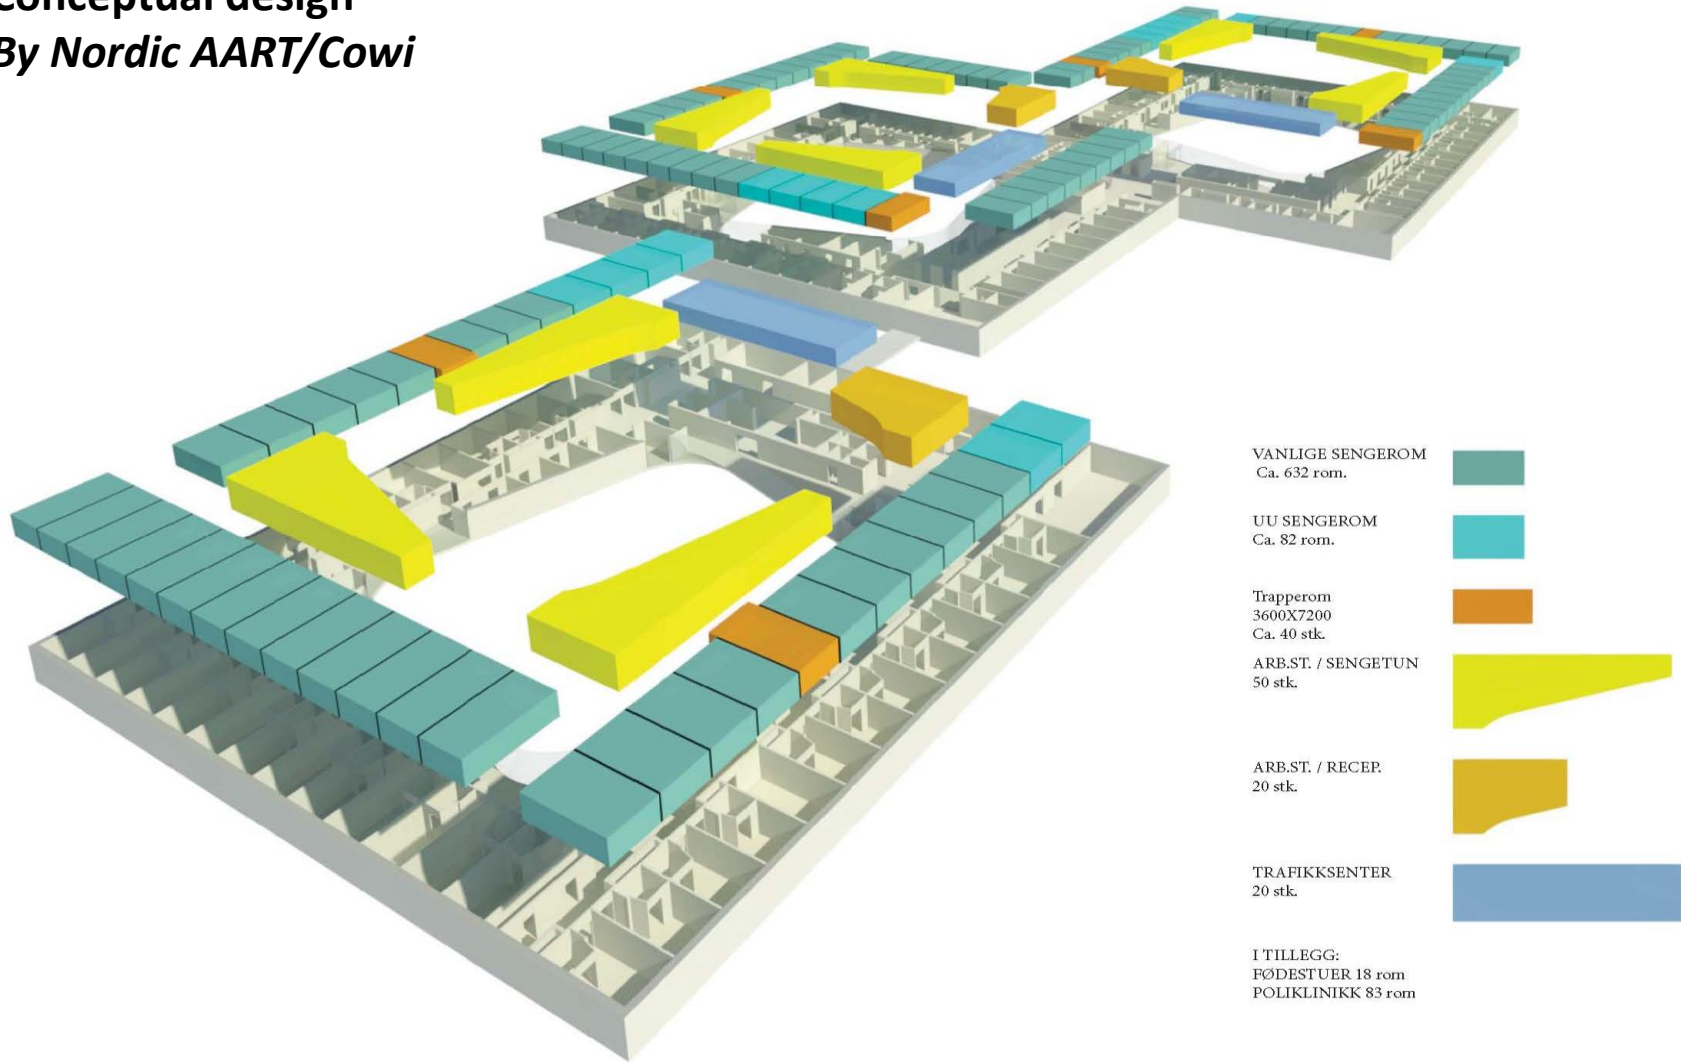 Conceptual design
By Nordic AART/Cowi
VANLIGE SENGEROM
Ca. 632 rom.
UU SENGEROM
Ca. 82 rom.
Trapperom
3600X7200
Ca. 40 stk.
ARB.ST. / SENGETUN
50 stk.
ARB.ST. / RECEP.
20 stk.
TRAFIKKSENTER
20 stk.
I TILLEGG:
FØDESTUER 18 rom
POLIKLINIKK 83 rom